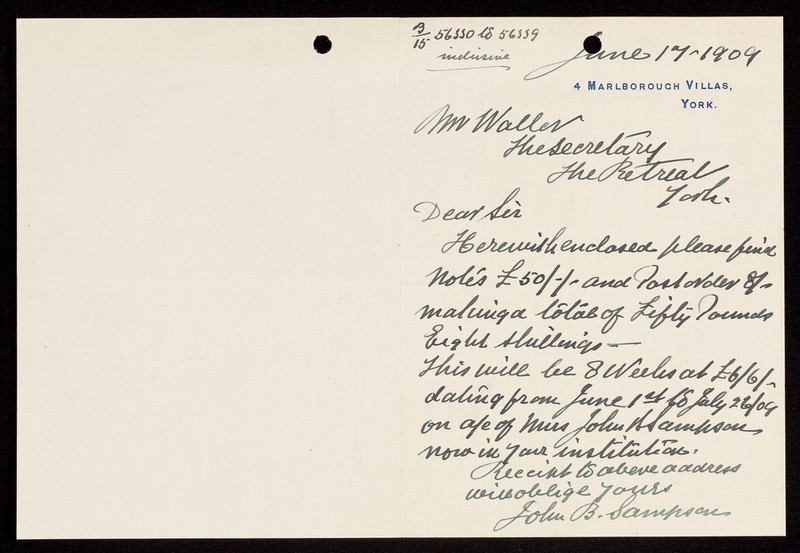 B/15 56330 to 56339
inclusive
June 17-1909
4 MARLBOROUGH VILLAS,
YORK.
Mr Waller
The Secretary
The Retreat
York.
Dear Sir
Herewith enclosed please find
Notes £50/-/- and Post order 8/-
making a total of Fifty Pounds
Eight shillings —
This will be 8 Weeks at £6/6/-
dating from June 1st to July 26/09
on a/c of Mrs John B Sampson
now in your institution.
Receipt to above address
will oblige yours
John B. Sampson